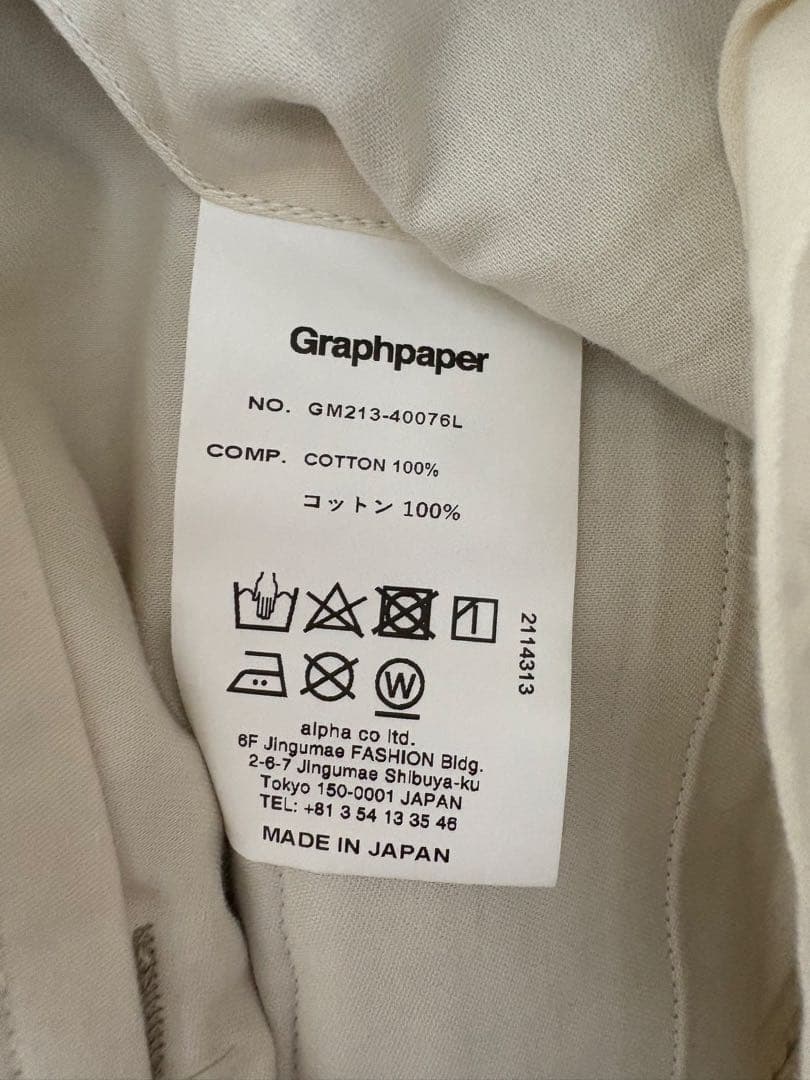 Graphpaper
NO. GM213-40076L
COMP. COTTON 100%
コットン 100%
2114313
W
alpha co ltd.
6F Jingumae FASHION Bldg.
2-6-7 Jingumae Shibuya-ku
Tokyo 150-0001 JAPAN
TEL: +81 3 54 13 35 46
MADE IN JAPAN